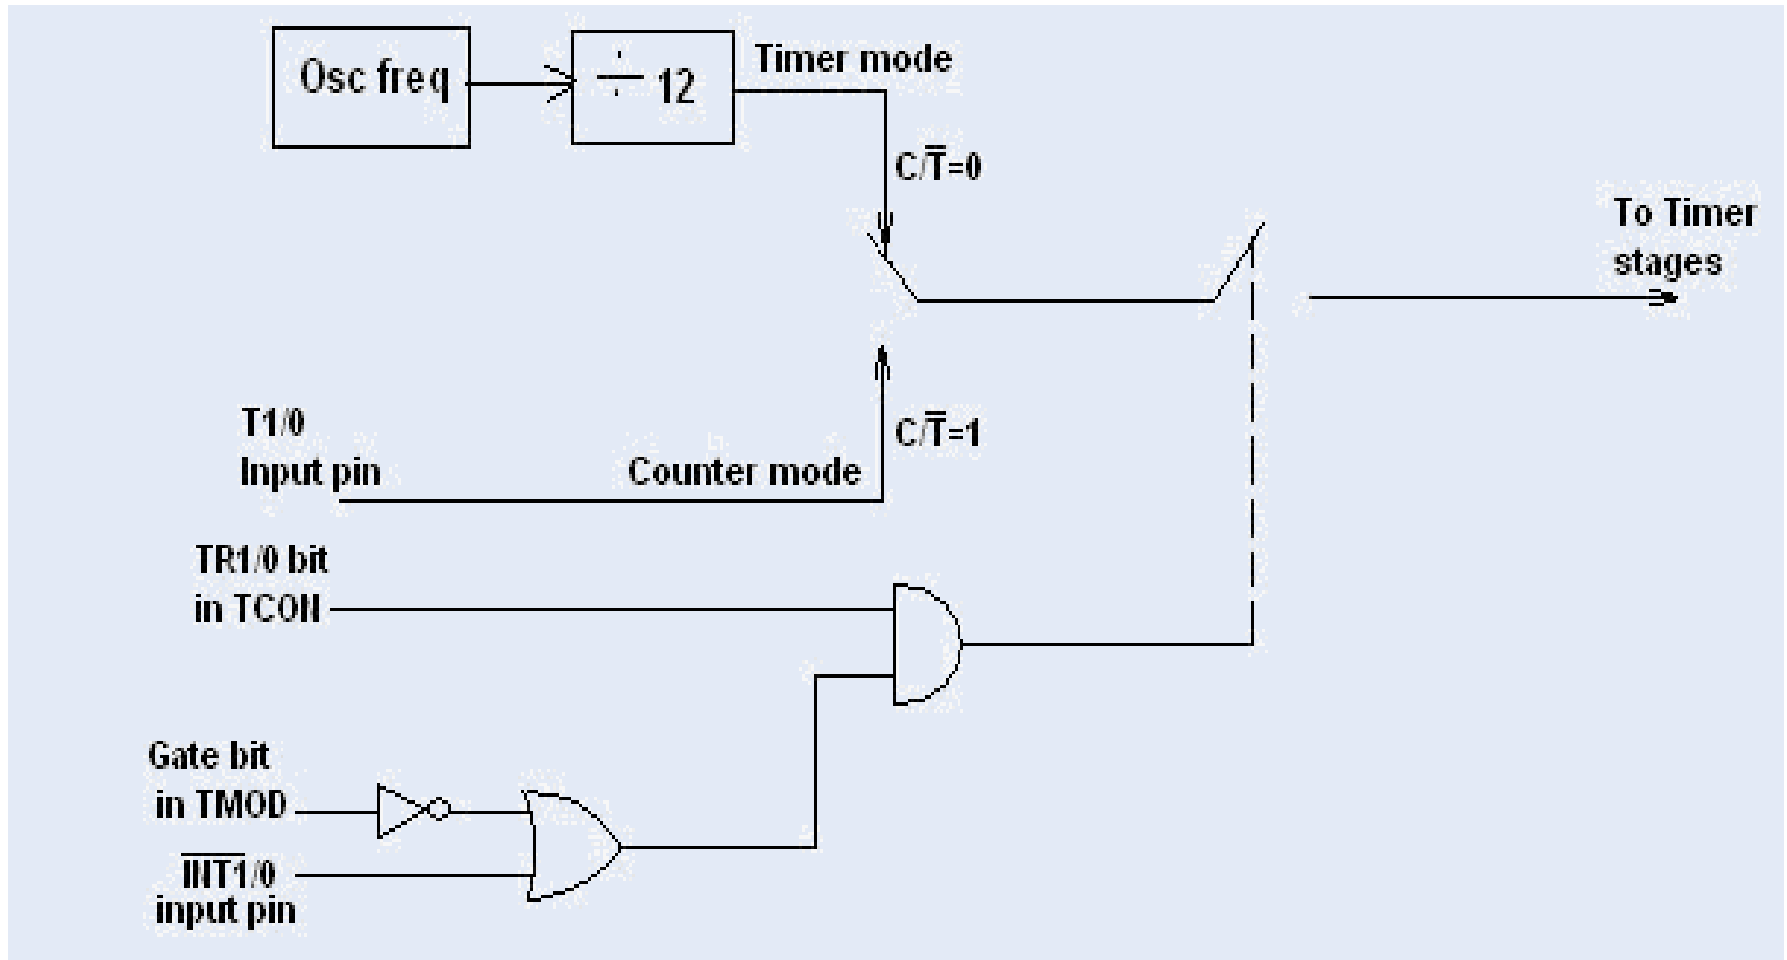 Osc freq
÷ 12
Timer mode
C/T̅=0
To Timer
stages
T1/0
Input pin
Counter mode
C/T̅=1
TR1/0 bit
in TCON
Gate bit
in TMOD
I̅N̅T̅1̅/0
input pin